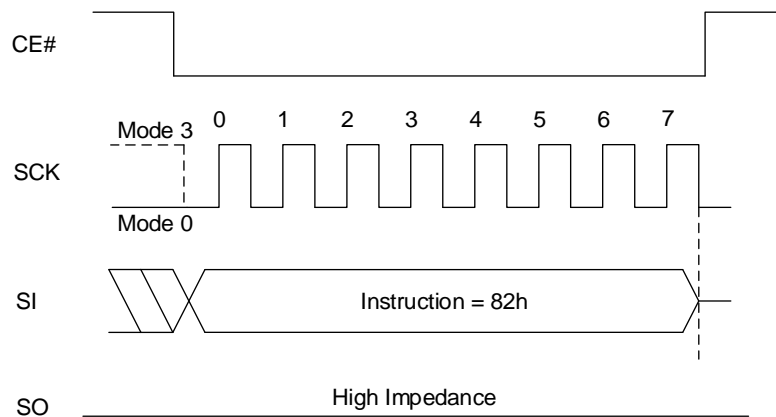 CE#
0 1 2 3 4 5 6 7
Mode 3
SCK
Mode 0
SI
Instruction = 82h
SO
High Impedance